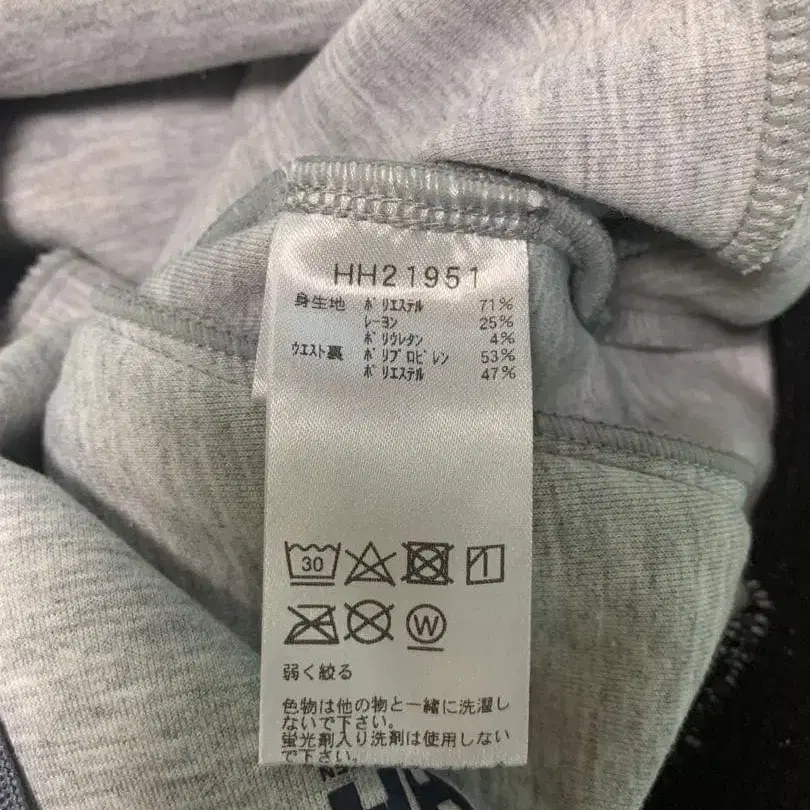 HH21951
身生地 ポリエステル 71%
レーヨン 25%
ポリウレタン 4%
ウエスト裏 ポリプロピレン 53%
ポリエステル 47%
30
W
弱く絞る
色物は他の物と一緒に洗濯し
ないで下さい。
蛍光剤入り洗剤は使用しない
で下さい。